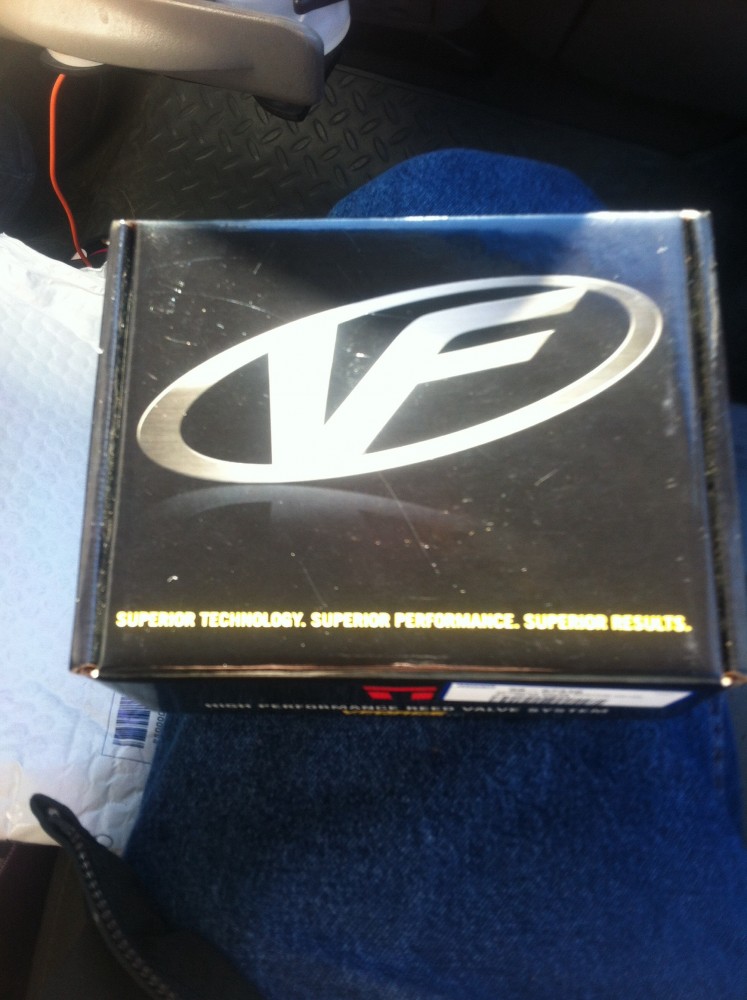 VF
SUPERIOR TECHNOLOGY. SUPERIOR PERFORMANCE. SUPERIOR RESULTS.
HIGH PERFORMANCE REED VALVE SYSTEM